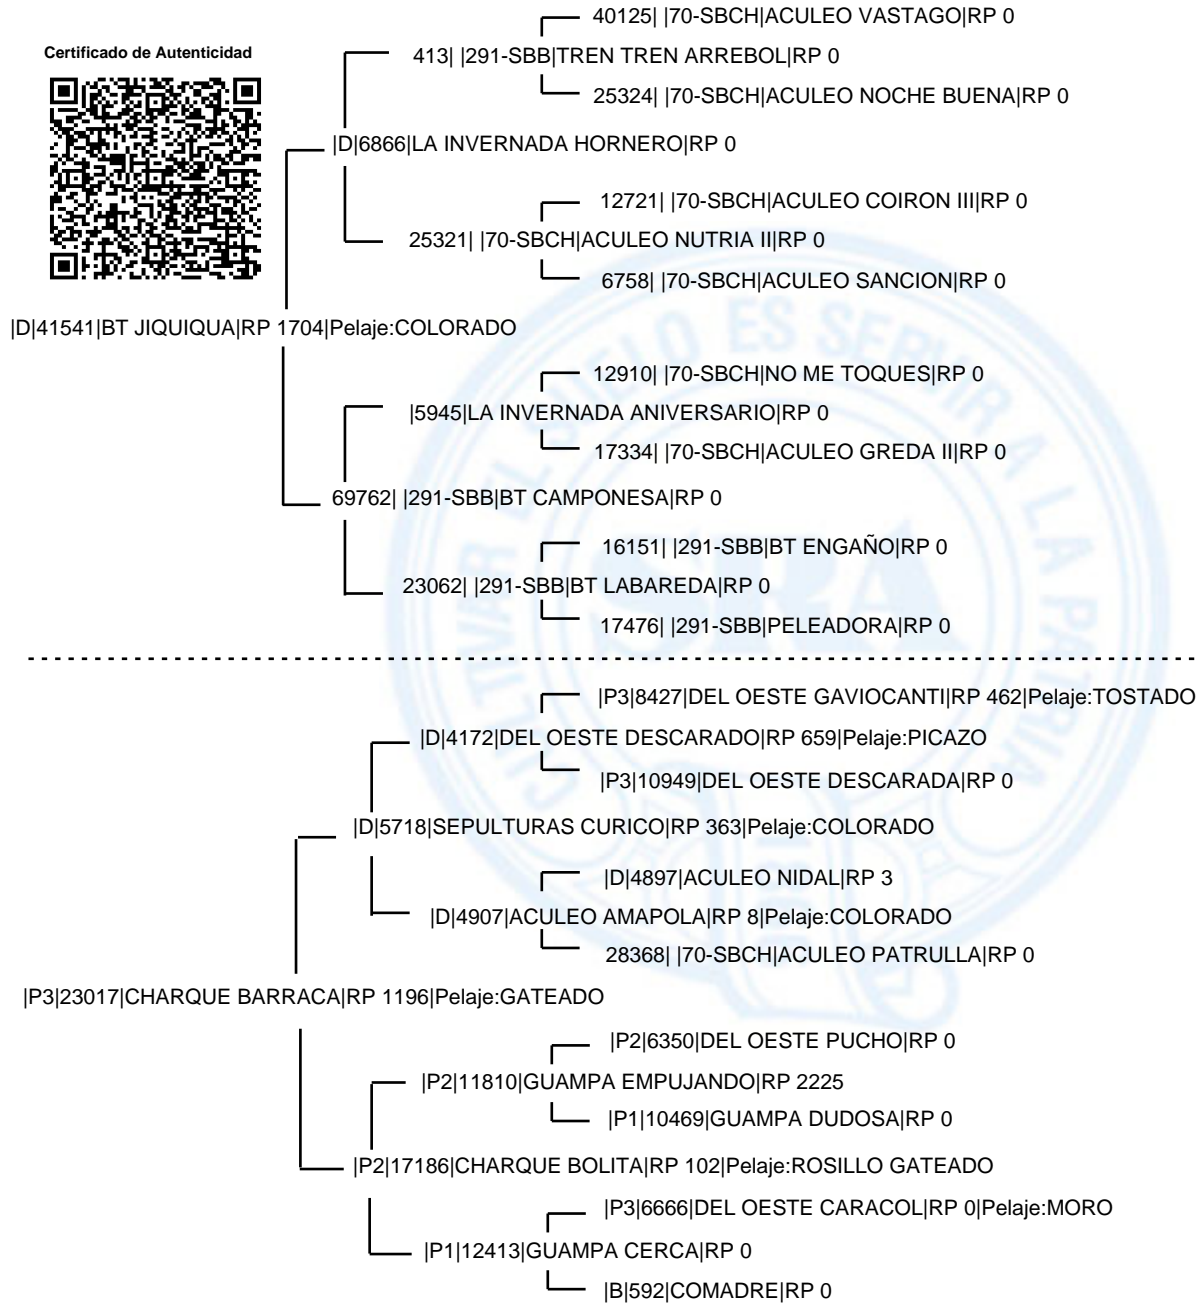 40125| |70-SBCH|ACULEO VASTAGO|RP 0
Certificado de Autenticidad
413| |291-SBB|TREN TREN ARREBOL|RP 0
25324| |70-SBCH|ACULEO NOCHE BUENA|RP 0
|D|6866|LA INVERNADA HORNERO|RP 0
12721| |70-SBCH|ACULEO COIRON III|RP 0
25321| |70-SBCH|ACULEO NUTRIA II|RP 0
6758| |70-SBCH|ACULEO SANCION|RP 0
|D|41541|BT JIQUIQUA|RP 1704|Pelaje:COLORADO
12910| |70-SBCH|NO ME TOQUES|RP 0
|5945|LA INVERNADA ANIVERSARIO|RP 0
17334| |70-SBCH|ACULEO GREDA II|RP 0
69762| |291-SBB|BT CAMPONESA|RP 0
16151| |291-SBB|BT ENGAÑO|RP 0
23062| |291-SBB|BT LABAREDA|RP 0
17476| |291-SBB|PELEADORA|RP 0
|P3|8427|DEL OESTE GAVIOCANTI|RP 462|Pelaje:TOSTADO
|D|4172|DEL OESTE DESCARADO|RP 659|Pelaje:PICAZO
|P3|10949|DEL OESTE DESCARADA|RP 0
|D|5718|SEPULTURAS CURICO|RP 363|Pelaje:COLORADO
|D|4897|ACULEO NIDAL|RP 3
|D|4907|ACULEO AMAPOLA|RP 8|Pelaje:COLORADO
28368| |70-SBCH|ACULEO PATRULLA|RP 0
|P3|23017|CHARQUE BARRACA|RP 1196|Pelaje:GATEADO
|P2|6350|DEL OESTE PUCHO|RP 0
|P2|11810|GUAMPA EMPUJANDO|RP 2225
|P1|10469|GUAMPA DUDOSA|RP 0
|P2|17186|CHARQUE BOLITA|RP 102|Pelaje:ROSILLO GATEADO
|P3|6666|DEL OESTE CARACOL|RP 0|Pelaje:MORO
|P1|12413|GUAMPA CERCA|RP 0
|B|592|COMADRE|RP 0
CULTIVAR EL SUELO ES SERVIR A LA PATRIA
SRA